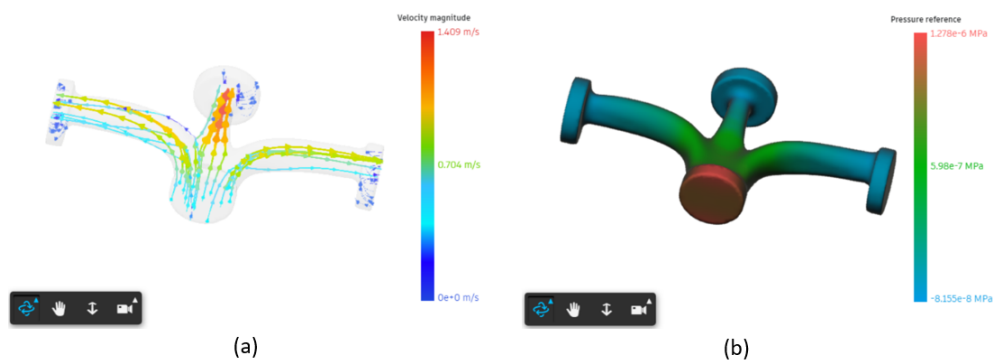 Velocity magnitude
1.409 m/s
0.704 m/s
0e+0 m/s
(a)
Pressure reference
1.278e-6 MPa
5.98e-7 MPa
-8.155e-8 MPa
(b)